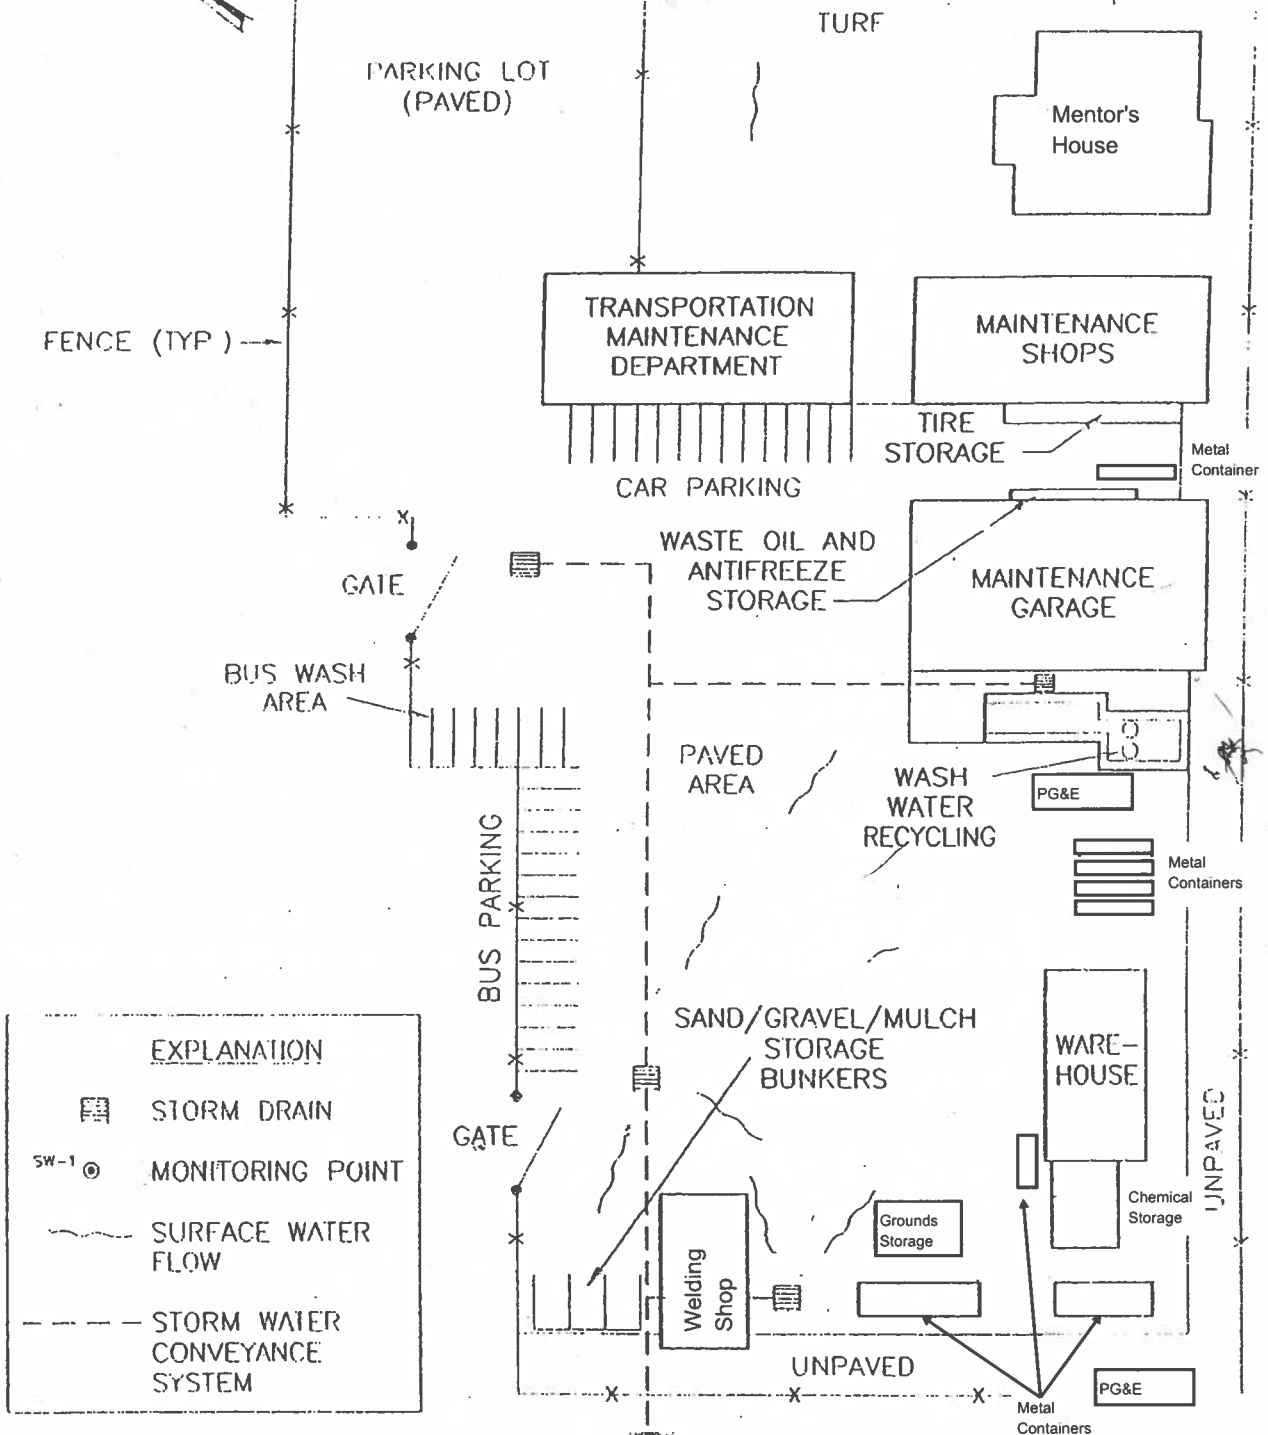 TURF
PARKING LOT
(PAVED)
Mentor's
House
TRANSPORTATION
MAINTENANCE
DEPARTMENT
MAINTENANCE
SHOPS
FENCE (TYP )
TIRE
STORAGE
Metal
Container
CAR PARKING
WASTE OIL AND
ANTIFREEZE
STORAGE
MAINTENANCE
GARAGE
GATE
BUS WASH
AREA
PAVED
AREA
WASH
WATER
RECYCLING
PG&E
BUS PARKING
Metal
Containers
SAND/GRAVEL/MULCH
STORAGE
BUNKERS
WARE-
HOUSE
UNPAVED
GATE
Chemical
Storage
Grounds
Storage
Welding
Shop
UNPAVED
PG&E
Metal
Containers
EXPLANATION
STORM DRAIN
SW-1
MONITORING POINT
SURFACE WATER
FLOW
STORM WATER
CONVEYANCE
SYSTEM